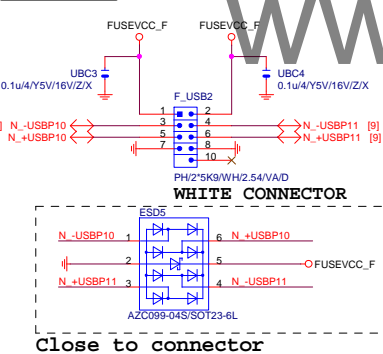 FUSEVCC_F FUSEVCC_F
UBC3
0.1u/4/Y5V/16V/Z/X
UBC4
0.1u/4/Y5V/16V/Z/X
F_USB2
1 2
N_-USBP10 3 4 N_-USBP11 [9]
N_+USBP10 5 6 N_+USBP11 [9]
7 8
10
PH/2*5K9/WH/2.54/VA/D
WHITE CONNECTOR
ESD5
N_-USBP10 1 6 N_+USBP10
2 5 FUSEVCC_F
N_+USBP11 3 4 N_-USBP11
AZC099-04S/SOT23-6L
Close to connector